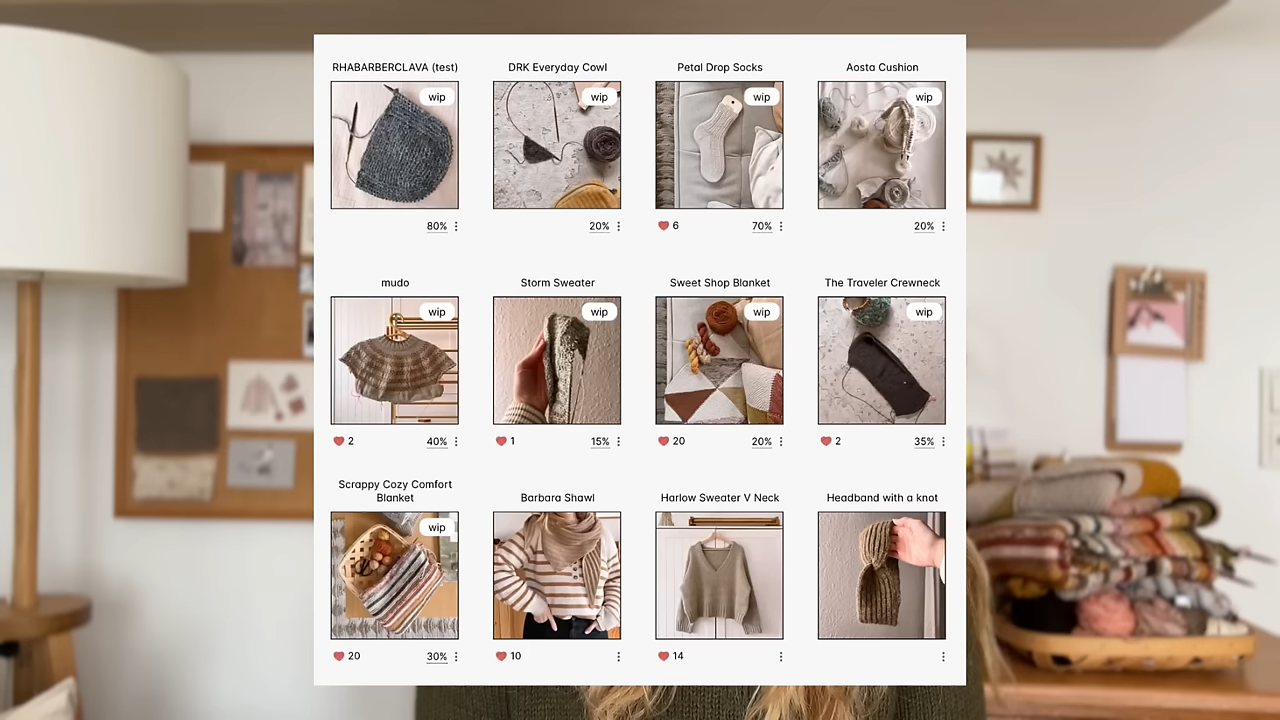 RHABARBERCLAVA (test)
DRK Everyday Cowl
Petal Drop Socks
Aosta Cushion
wip
wip
wip
wip
80%
20%
6
70%
20%
mudo
Storm Sweater
Sweet Shop Blanket
The Traveler Crewneck
wip
wip
wip
wip
2
40%
1
15%
20
20%
2
35%
Scrappy Cozy Comfort
Blanket
Barbara Shawl
Harlow Sweater V Neck
Headband with a knot
wip
20
30%
10
14